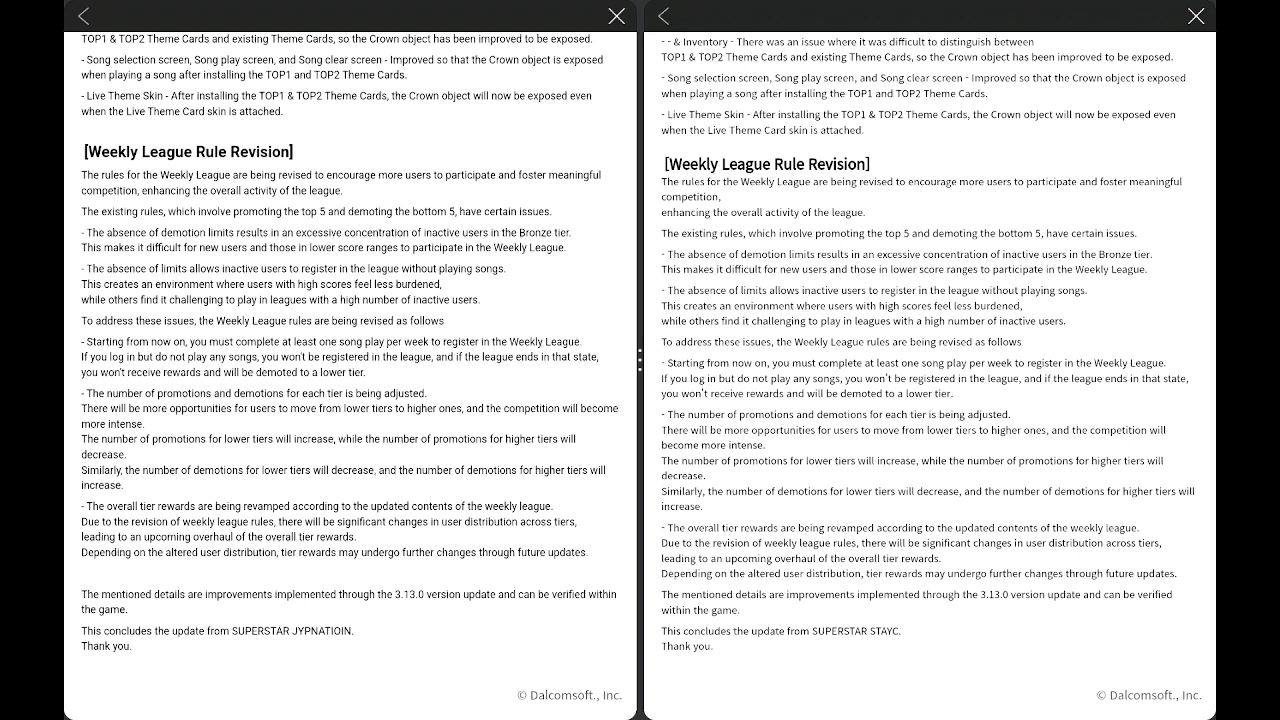 TOP1 & TOP2 Theme Cards and existing Theme Cards, so the Crown object has been improved to be exposed.
- Song selection screen, Song play screen, and Song clear screen - Improved so that the Crown object is exposed
when playing a song after installing the TOP1 and TOP2 Theme Cards.
- Live Theme Skin - After installing the TOP1 & TOP2 Theme Cards, the Crown object will now be exposed even
when the Live Theme Card skin is attached.
[Weekly League Rule Revision]
The rules for the Weekly League are being revised to encourage more users to participate and foster meaningful
competition, enhancing the overall activity of the league.
The existing rules, which involve promoting the top 5 and demoting the bottom 5, have certain issues.
- The absence of demotion limits results in an excessive concentration of inactive users in the Bronze tier.
This makes it difficult for new users and those in lower score ranges to participate in the Weekly League.
- The absence of limits allows inactive users to register in the league without playing songs.
This creates an environment where users with high scores feel less burdened,
while others find it challenging to play in leagues with a high number of inactive users.
To address these issues, the Weekly League rules are being revised as follows
- Starting from now on, you must complete at least one song play per week to register in the Weekly League.
If you log in but do not play any songs, you won't be registered in the league, and if the league ends in that state,
you won't receive rewards and will be demoted to a lower tier.
- The number of promotions and demotions for each tier is being adjusted.
There will be more opportunities for users to move from lower tiers to higher ones, and the competition will become
more intense.
The number of promotions for lower tiers will increase, while the number of promotions for higher tiers will
decrease.
Similarly, the number of demotions for lower tiers will decrease, and the number of demotions for higher tiers will
increase.
- The overall tier rewards are being revamped according to the updated contents of the weekly league.
Due to the revision of weekly league rules, there will be significant changes in user distribution across tiers,
leading to an upcoming overhaul of the overall tier rewards.
Depending on the altered user distribution, tier rewards may undergo further changes through future updates.
The mentioned details are improvements implemented through the 3.13.0 version update and can be verified within
the game.
This concludes the update from SUPERSTAR JYPNATIOIN.
Thank you.
© Dalcomsoft., Inc.
- - & Inventory - There was an issue where it was difficult to distinguish between
TOP1 & TOP2 Theme Cards and existing Theme Cards, so the Crown object has been improved to be exposed.
- Song selection screen, Song play screen, and Song clear screen - Improved so that the Crown object is exposed
when playing a song after installing the TOP1 and TOP2 Theme Cards.
- Live Theme Skin - After installing the TOP1 & TOP2 Theme Cards, the Crown object will now be exposed even
when the Live Theme Card skin is attached.
[Weekly League Rule Revision]
The rules for the Weekly League are being revised to encourage more users to participate and foster meaningful
competition,
enhancing the overall activity of the league.
The existing rules, which involve promoting the top 5 and demoting the bottom 5, have certain issues.
- The absence of demotion limits results in an excessive concentration of inactive users in the Bronze tier.
This makes it difficult for new users and those in lower score ranges to participate in the Weekly League.
- The absence of limits allows inactive users to register in the league without playing songs.
This creates an environment where users with high scores feel less burdened,
while others find it challenging to play in leagues with a high number of inactive users.
To address these issues, the Weekly League rules are being revised as follows
- Starting from now on, you must complete at least one song play per week to register in the Weekly League.
If you log in but do not play any songs, you won't be registered in the league, and if the league ends in that state,
you won't receive rewards and will be demoted to a lower tier.
- The number of promotions and demotions for each tier is being adjusted.
There will be more opportunities for users to move from lower tiers to higher ones, and the competition will
become more intense.
The number of promotions for lower tiers will increase, while the number of promotions for higher tiers will
decrease.
Similarly, the number of demotions for lower tiers will decrease, and the number of demotions for higher tiers will
increase.
- The overall tier rewards are being revamped according to the updated contents of the weekly league.
Due to the revision of weekly league rules, there will be significant changes in user distribution across tiers,
leading to an upcoming overhaul of the overall tier rewards.
Depending on the altered user distribution, tier rewards may undergo further changes through future updates.
The mentioned details are improvements implemented through the 3.13.0 version update and can be verified
within the game.
This concludes the update from SUPERSTAR STAYC.
Thank you.
© Dalcomsoft., Inc.